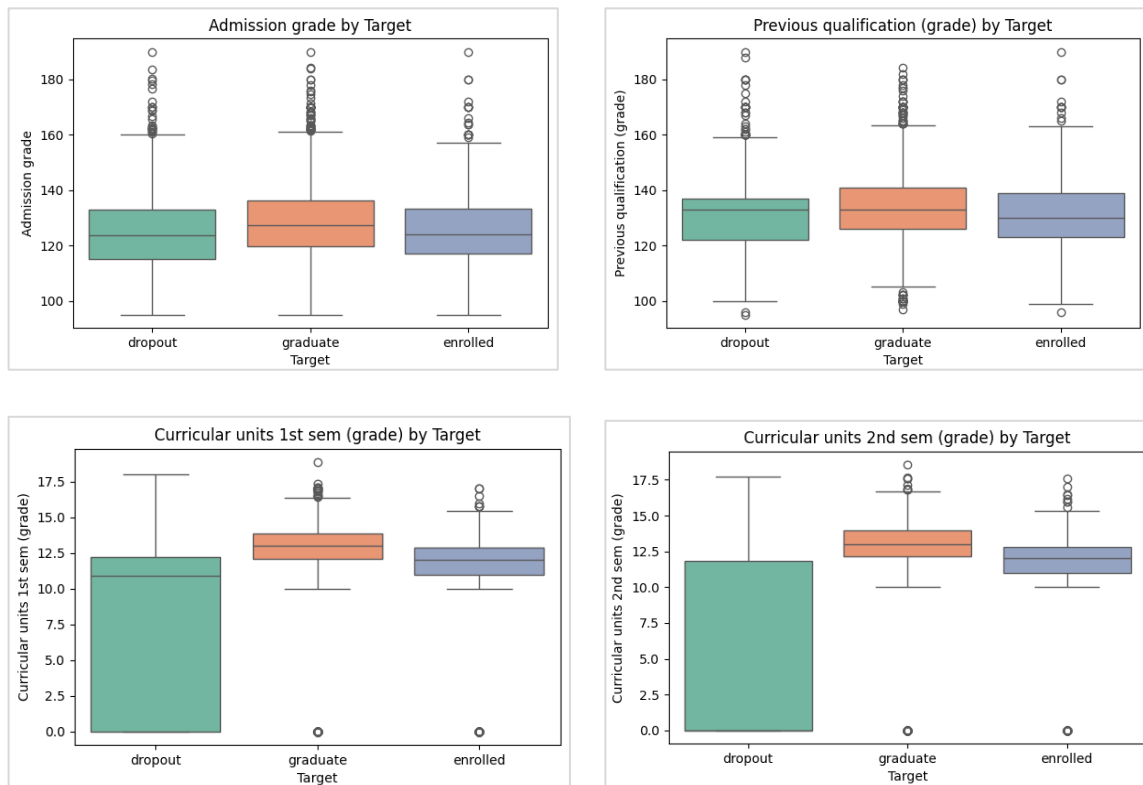 Admission grade by Target
Admission grade
180
160
140
120
100
dropout graduate enrolled
Target
Previous qualification (grade) by Target
Previous qualification (grade)
180
160
140
120
100
dropout graduate enrolled
Target
Curricular units 1st sem (grade) by Target
Curricular units 1st sem (grade)
17.5
15.0
12.5
10.0
7.5
5.0
2.5
0.0
dropout graduate enrolled
Target
Curricular units 2nd sem (grade) by Target
Curricular units 2nd sem (grade)
17.5
15.0
12.5
10.0
7.5
5.0
2.5
0.0
dropout graduate enrolled
Target